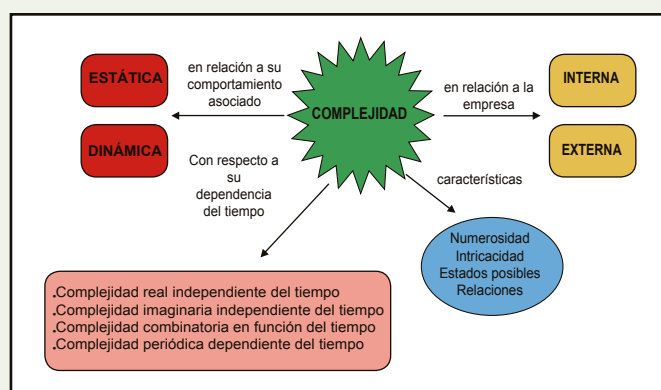 ESTÁTICA
DINÁMICA
en relación a su
comportamiento
asociado
COMPLEJIDAD
en relación a la
empresa
INTERNA
EXTERNA
Con respecto a
su
dependencia
del tiempo
características
Numerosidad
Intricacidad
Estados posibles
Relaciones
.Complejidad real independiente del tiempo
.Complejidad imaginaria independiente del tiempo
.Complejidad combinatoria en función del tiempo
.Complejidad periódica dependiente del tiempo